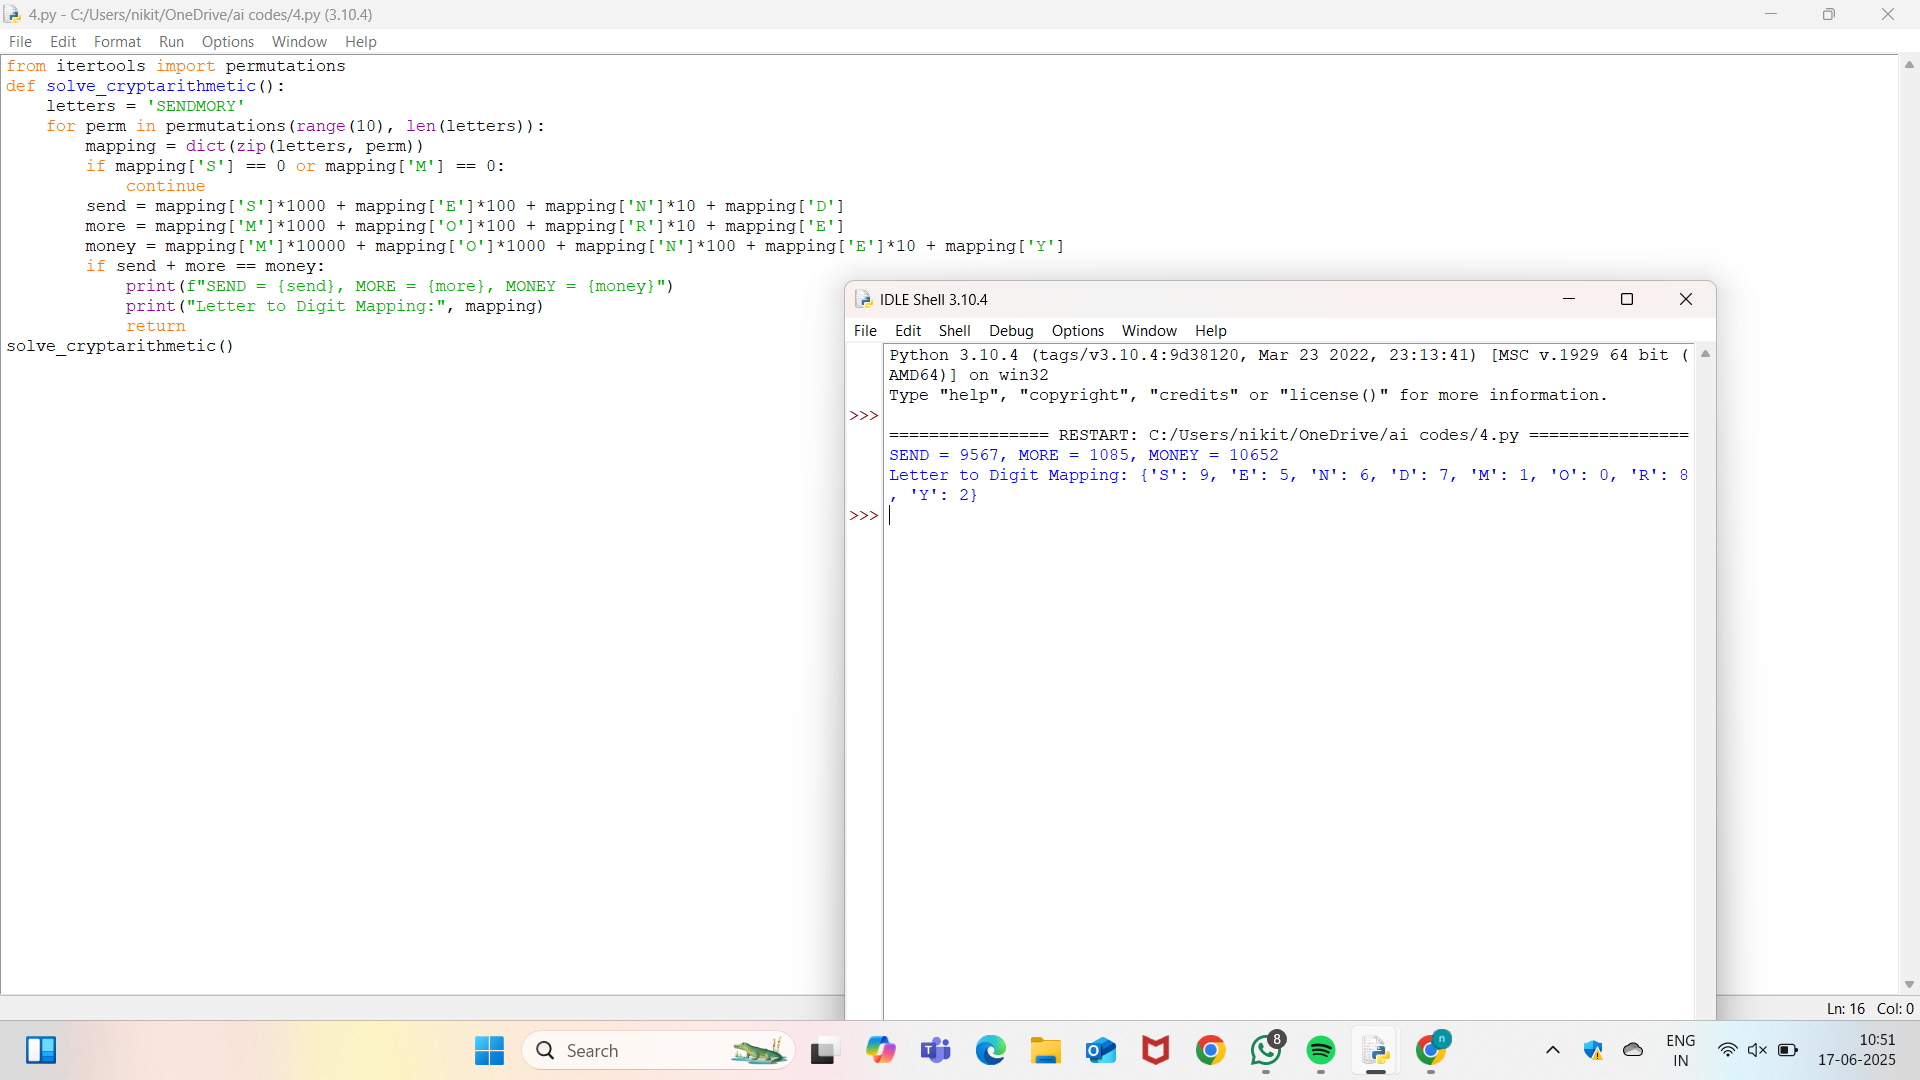 4.py - C:/Users/nikit/OneDrive/ai codes/4.py (3.10.4)
File Edit Format Run Options Window Help
from itertools import permutations
def solve_cryptarithmetic():
    letters = 'SENDMORY'
    for perm in permutations(range(10), len(letters)):
        mapping = dict(zip(letters, perm))
        if mapping['S'] == 0 or mapping['M'] == 0:
            continue
        send = mapping['S']*1000 + mapping['E']*100 + mapping['N']*10 + mapping['D']
        more = mapping['M']*1000 + mapping['O']*100 + mapping['R']*10 + mapping['E']
        money = mapping['M']*10000 + mapping['O']*1000 + mapping['N']*100 + mapping['E']*10 + mapping['Y']
        if send + more == money:
            print(f"SEND = {send}, MORE = {more}, MONEY = {money}")
            print("Letter to Digit Mapping:", mapping)
            return
solve_cryptarithmetic()
IDLE Shell 3.10.4
File Edit Shell Debug Options Window Help
Python 3.10.4 (tags/v3.10.4:9d38120, Mar 23 2022, 23:13:41) [MSC v.1929 64 bit (
AMD64)] on win32
Type "help", "copyright", "credits" or "license()" for more information.
>>>
================ RESTART: C:/Users/nikit/OneDrive/ai codes/4.py ================
SEND = 9567, MORE = 1085, MONEY = 10652
Letter to Digit Mapping: {'S': 9, 'E': 5, 'N': 6, 'D': 7, 'M': 1, 'O': 0, 'R': 8
, 'Y': 2}
>>>
Ln: 16 Col: 0
Search
8
n
ENG
IN
10:51
17-06-2025